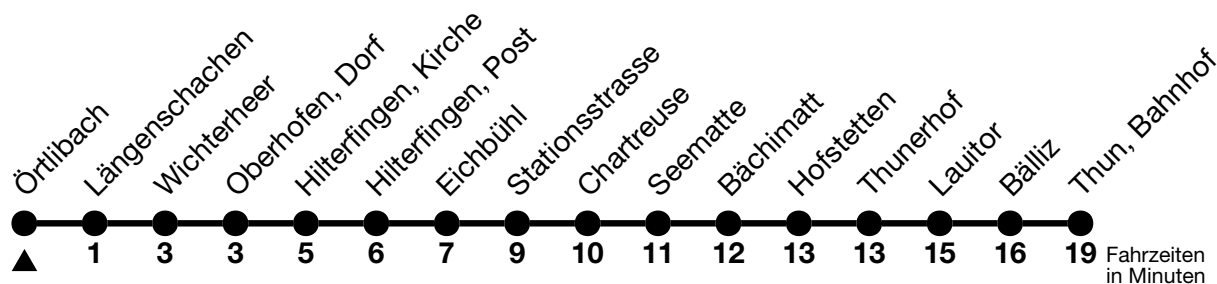 Örtlibach
Längenschachen
Wichterheer
Oberhofen, Dorf
Hilterfingen, Kirche
Hilterfingen, Post
Eichbühl
Stationsstrasse
Chartreuse
Seematte
Bächimatt
Hofstetten
Thunerhof
Lauitor
Bälliz
Thun, Bahnhof
1 3 3 5 6 7 9 10 11 12 13 13 15 16 19 Fahrzeiten
in Minuten